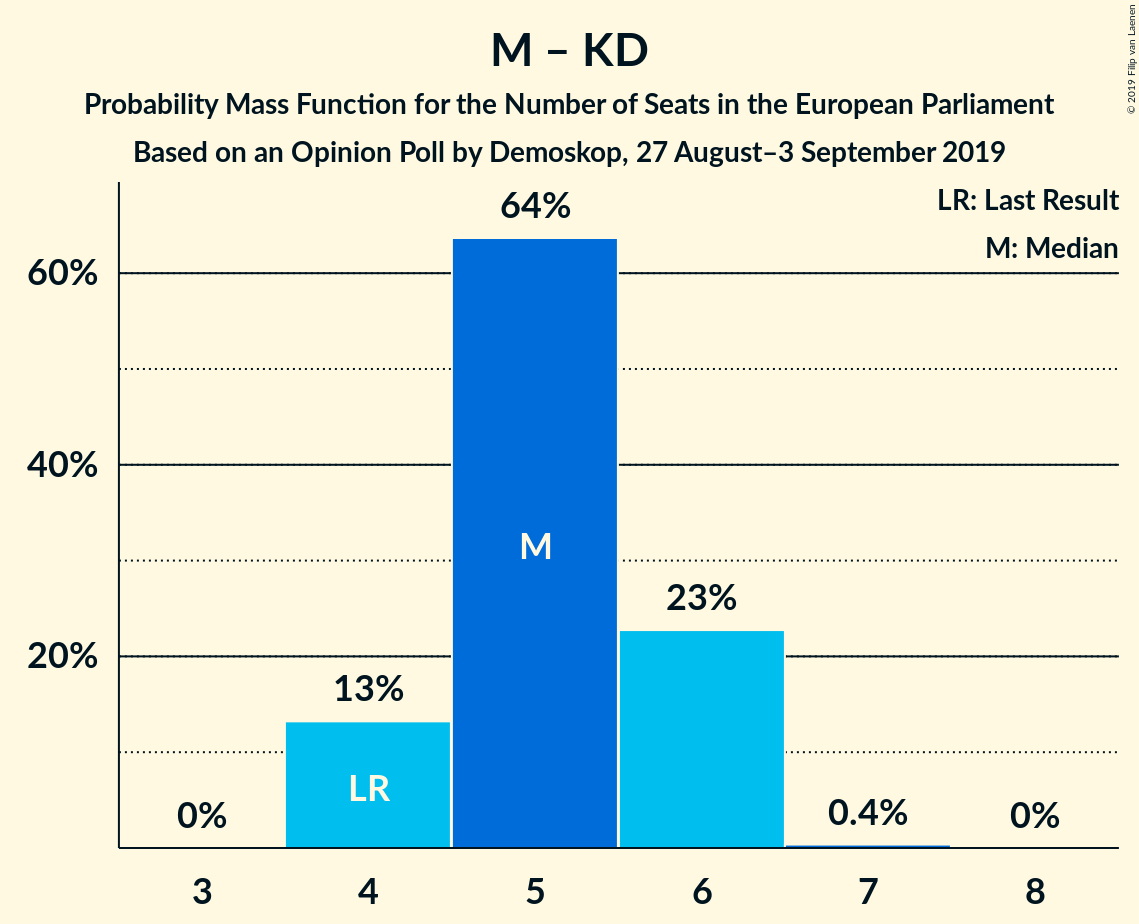 M – KD
Probability Mass Function for the Number of Seats in the European Parliament
Based on an Opinion Poll by Demoskop, 27 August–3 September 2019
© 2019 Filip van Laenen
LR: Last Result
M: Median
64%
60%
40%
M
23%
20%
13%
LR
0%
0.4%
0%
3
4
5
6
7
8